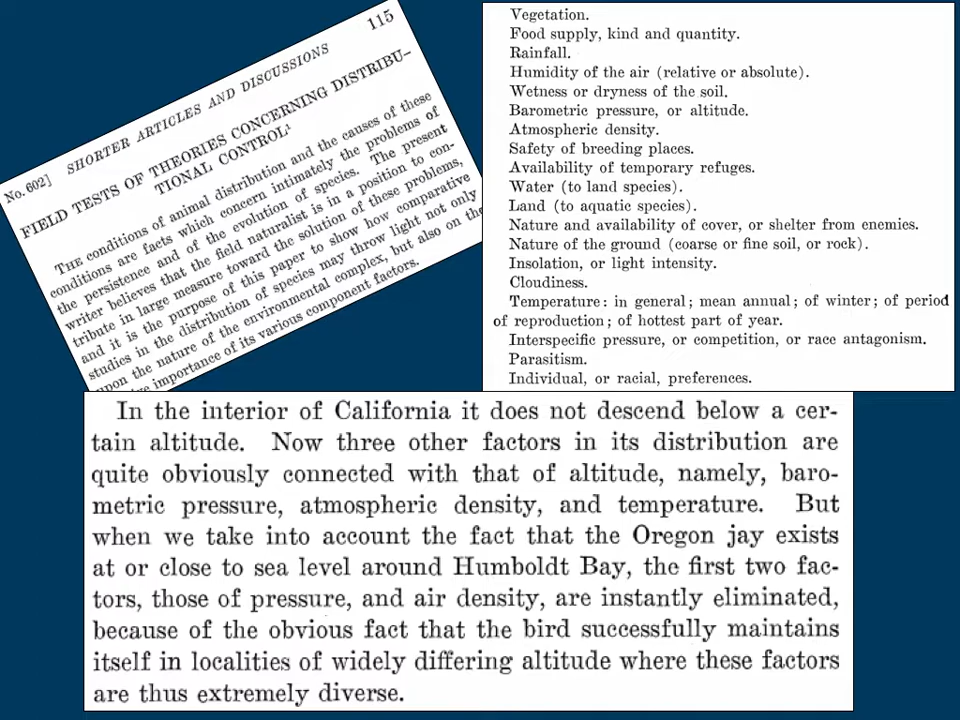 No. 602] SHORTER ARTICLES AND DISCUSSIONS 115
FIELD TESTS OF THEORIES CONCERNING DISTRIBU-
TIONAL CONTROL¹
THE conditions of animal distribution and the causes of these
conditions are facts which concern intimately the problems of
the persistence and of the evolution of species. The present
writer believes that the field naturalist is in a position to con-
tribute in large measure toward the solution of these problems,
and it is the purpose of this paper to show how comparative
studies in the distribution of species may throw light not only
upon the nature of the environmental complex, but also on the
importance of its various component factors.
Vegetation.
Food supply, kind and quantity.
Rainfall.
Humidity of the air (relative or absolute).
Wetness or dryness of the soil.
Barometric pressure, or altitude.
Atmospheric density.
Safety of breeding places.
Availability of temporary refuges.
Water (to land species).
Land (to aquatic species).
Nature and availability of cover, or shelter from enemies.
Nature of the ground (coarse or fine soil, or rock).
Insolation, or light intensity.
Cloudiness.
Temperature: in general; mean annual; of winter; of period
of reproduction; of hottest part of year.
Interspecific pressure, or competition, or race antagonism.
Parasitism.
Individual, or racial, preferences.
In the interior of California it does not descend below a cer-
tain altitude. Now three other factors in its distribution are
quite obviously connected with that of altitude, namely, baro-
metric pressure, atmospheric density, and temperature. But
when we take into account the fact that the Oregon jay exists
at or close to sea level around Humboldt Bay, the first two fac-
tors, those of pressure, and air density, are instantly eliminated,
because of the obvious fact that the bird successfully maintains
itself in localities of widely differing altitude where these factors
are thus extremely diverse.